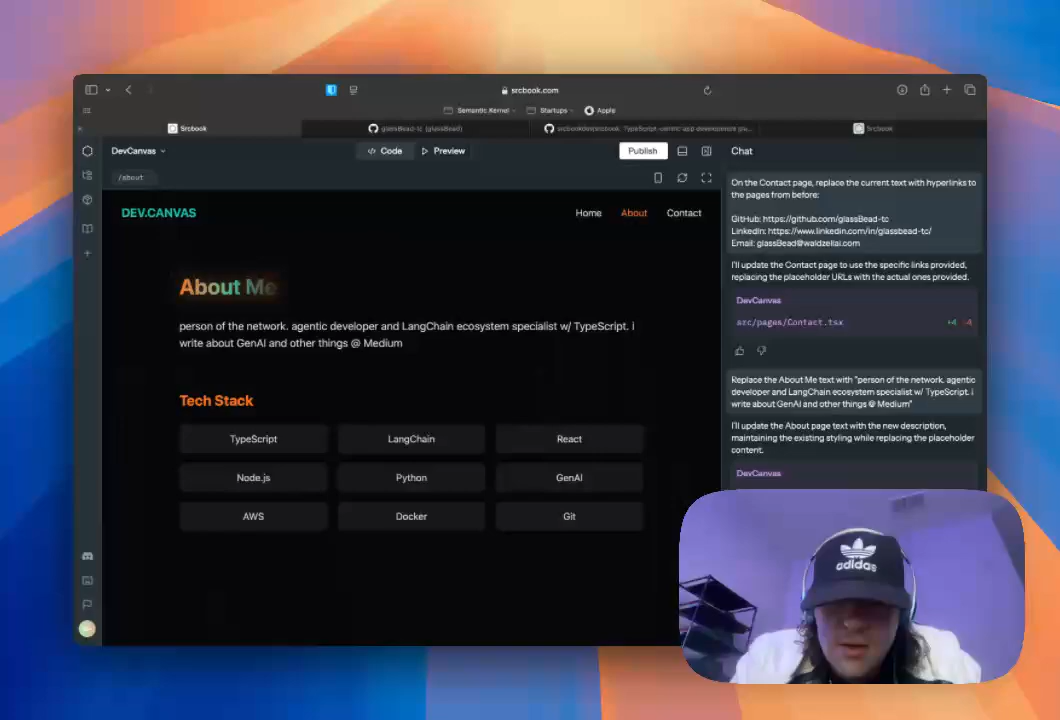 srcbook.com
Semantic Kernel
Startups
Apple
Srcbook
glassBead-tc (glassBead)
Srcbook
DevCanvas
Code
Preview
Publish
Chat
/about
DEV.CANVAS
Home
About
Contact
About Me
person of the network. agentic developer and LangChain ecosystem specialist w/ TypeScript. i
write about GenAI and other things @ Medium
Tech Stack
TypeScript
LangChain
React
Node.js
Python
GenAI
AWS
Docker
Git
On the Contact page, replace the current text with hyperlinks to
the pages from before:
GitHub: https://github.com/glassBead-tc
LinkedIn: https://www.linkedin.com/in/glassbead-tc/
Email: glassBead@waldzellai.com
I'll update the Contact page to use the specific links provided,
replacing the placeholder URLs with the actual ones provided.
DevCanvas
src/pages/Contact.tsx
+4 -4
Replace the About Me text with "person of the network. agentic
developer and LangChain ecosystem specialist w/ TypeScript. i
write about GenAI and other things @ Medium"
I'll update the About page text with the new description,
maintaining the existing styling while replacing the placeholder
content.
DevCanvas
adidas